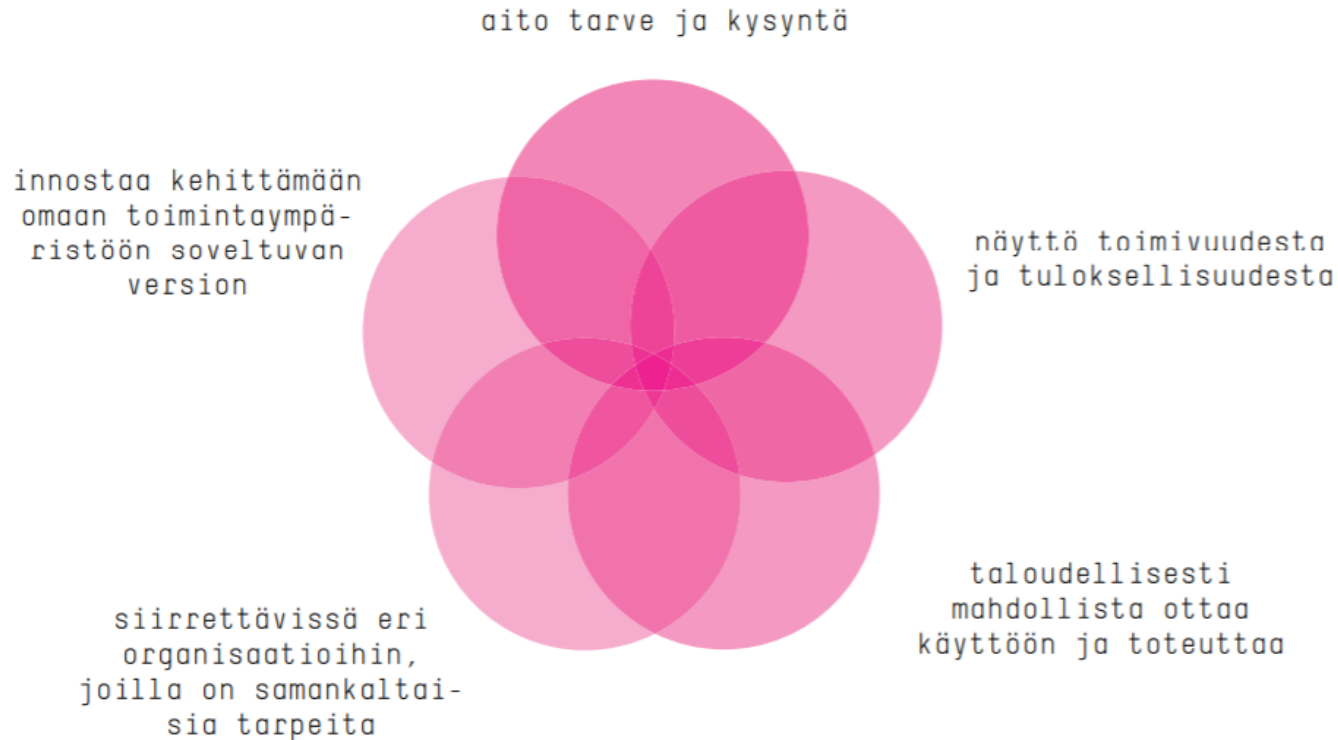 aito tarve ja kysyntä
innostaa kehittämään
omaan toimintaympä-
ristöön soveltuvan
version
näyttö toimivuudesta
ja tuloksellisuudesta
taloudellisesti
mahdollista ottaa
käyttöön ja toteuttaa
siirrettävissä eri
organisaatioihin,
joilla on samankaltai-
sia tarpeita